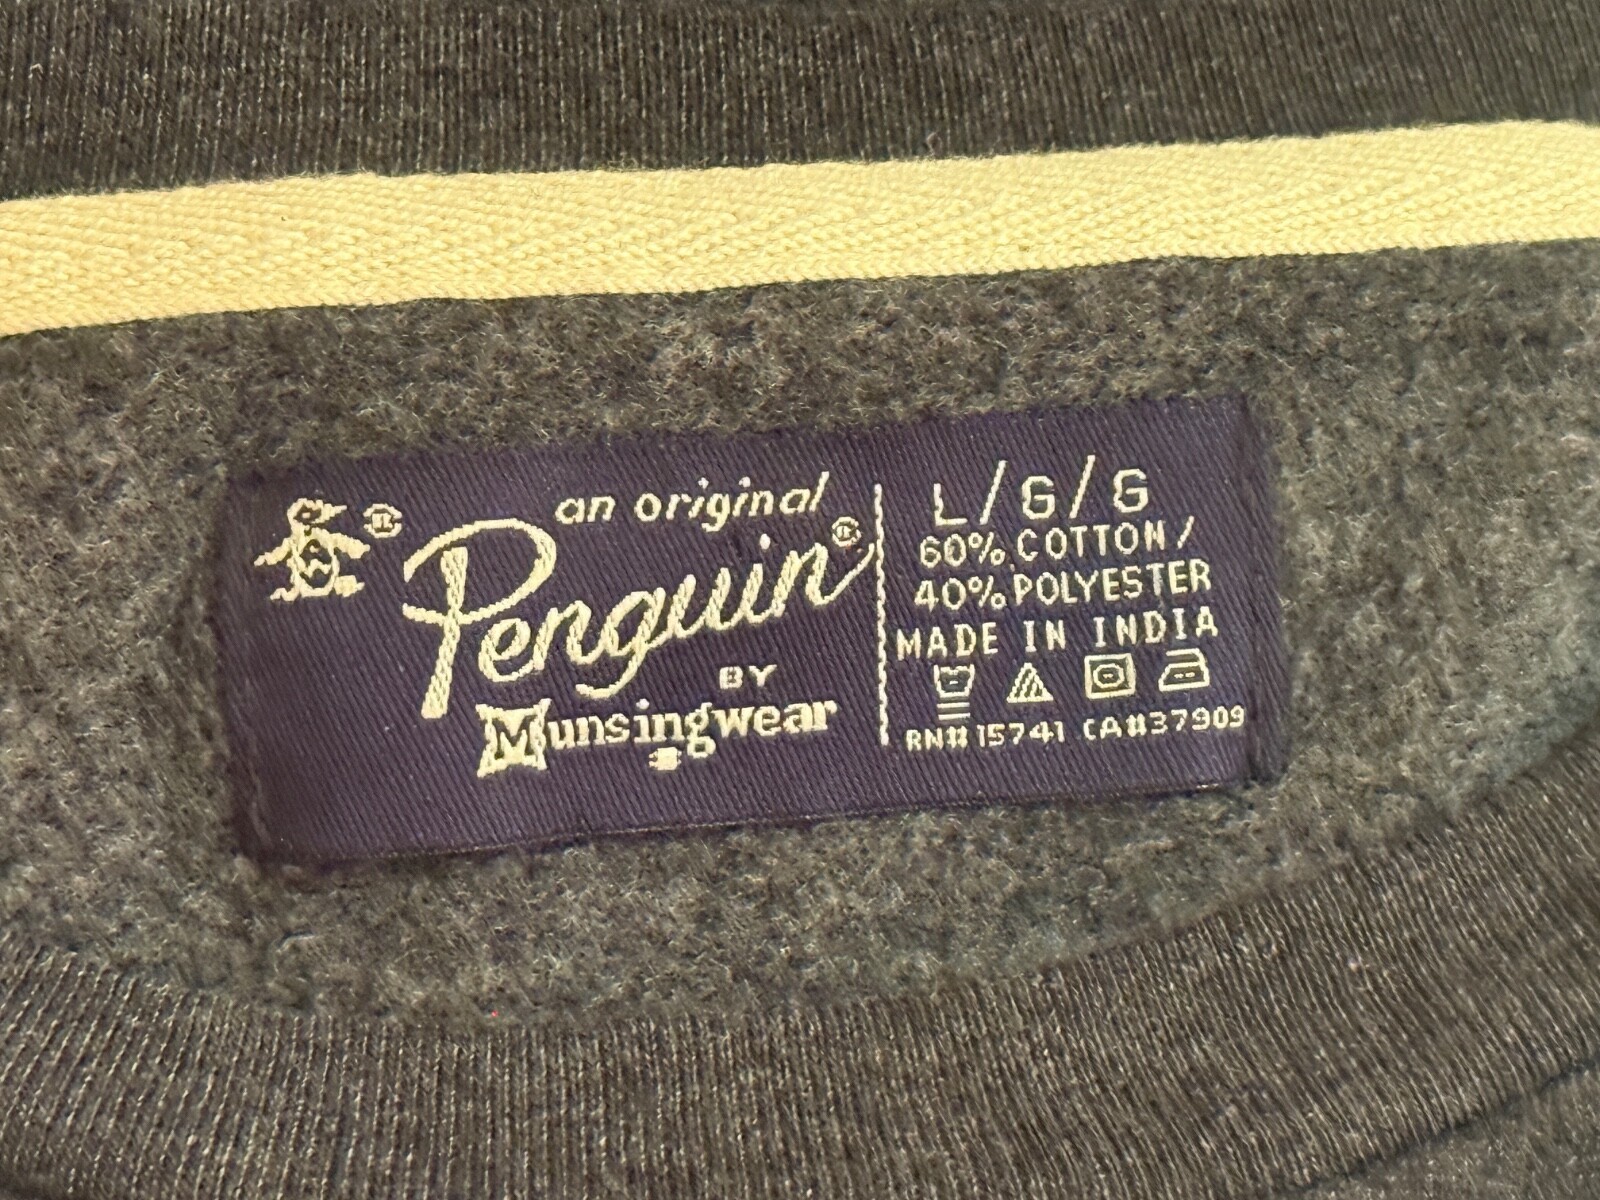 an original
Penguin®
BY
Munsingwear
®
L/G/G
60% COTTON/
40% POLYESTER
MADE IN INDIA
RN# 15741 CA#37909